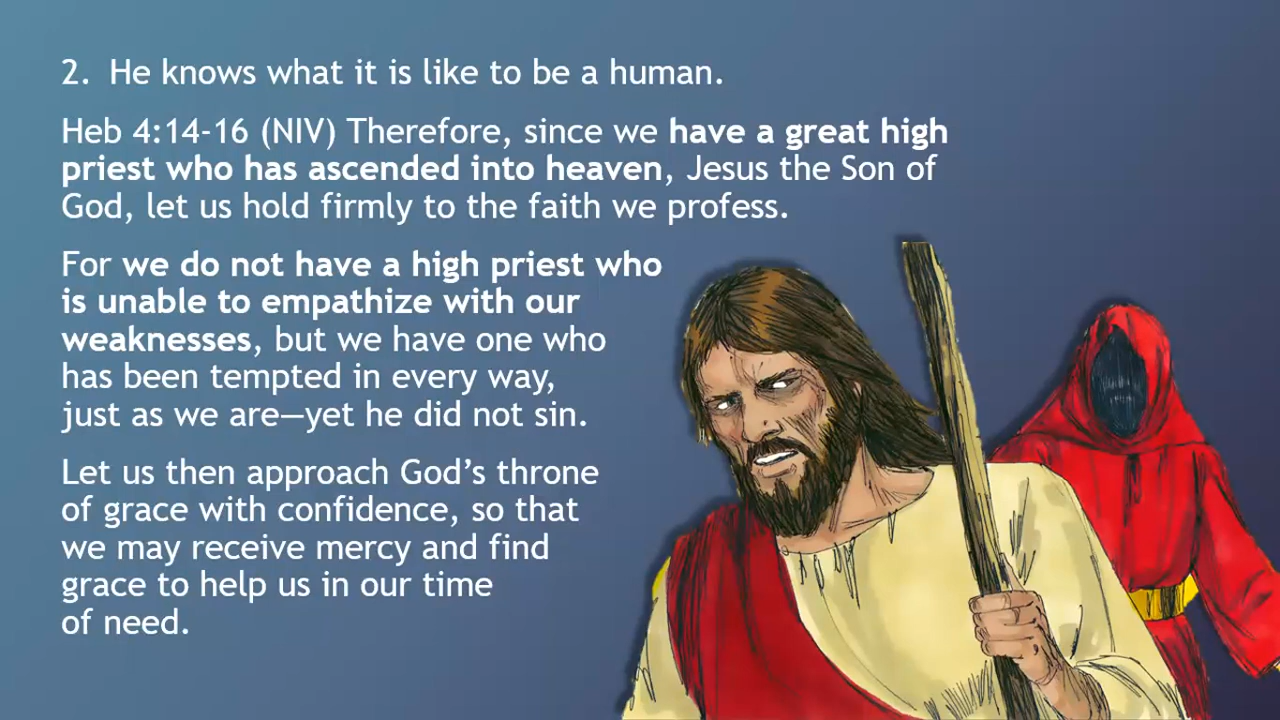 2. He knows what it is like to be a human.
Heb 4:14-16 (NIV) Therefore, since we have a great high
priest who has ascended into heaven, Jesus the Son of
God, let us hold firmly to the faith we profess.
For we do not have a high priest who
is unable to empathize with our
weaknesses, but we have one who
has been tempted in every way,
just as we are—yet he did not sin.
Let us then approach God’s throne
of grace with confidence, so that
we may receive mercy and find
grace to help us in our time
of need.